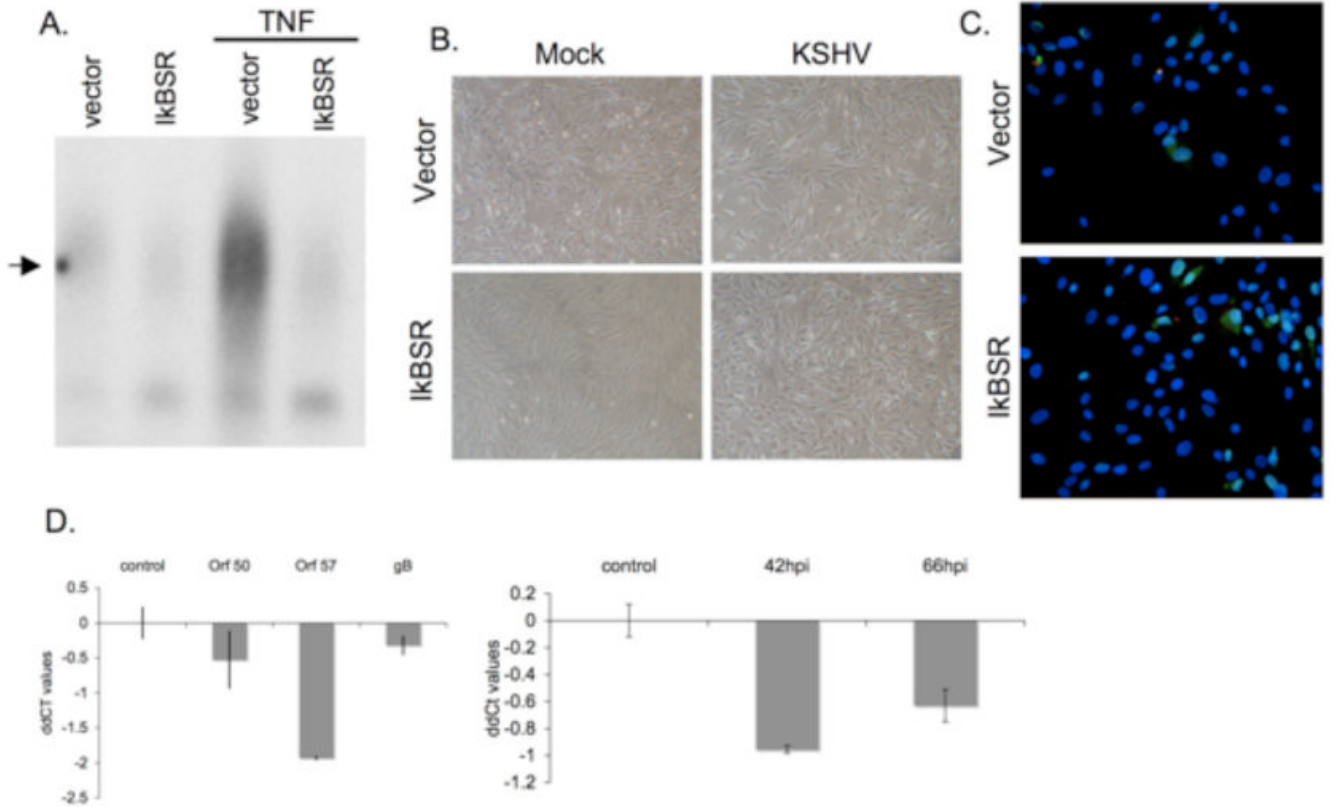 A.
TNF
vector
IkBSR
vector
IkBSR
B.
Mock
KSHV
Vector
IkBSR
C.
Vector
IkBSR
D.
control Orf 50 Orf 57 gB
ddCT values
0.5
0
-0.5
-1
-1.5
-2
-2.5
control 42hpi 66hpi
ddCt values
0.2
0
-0.2
-0.4
-0.6
-0.8
-1
-1.2